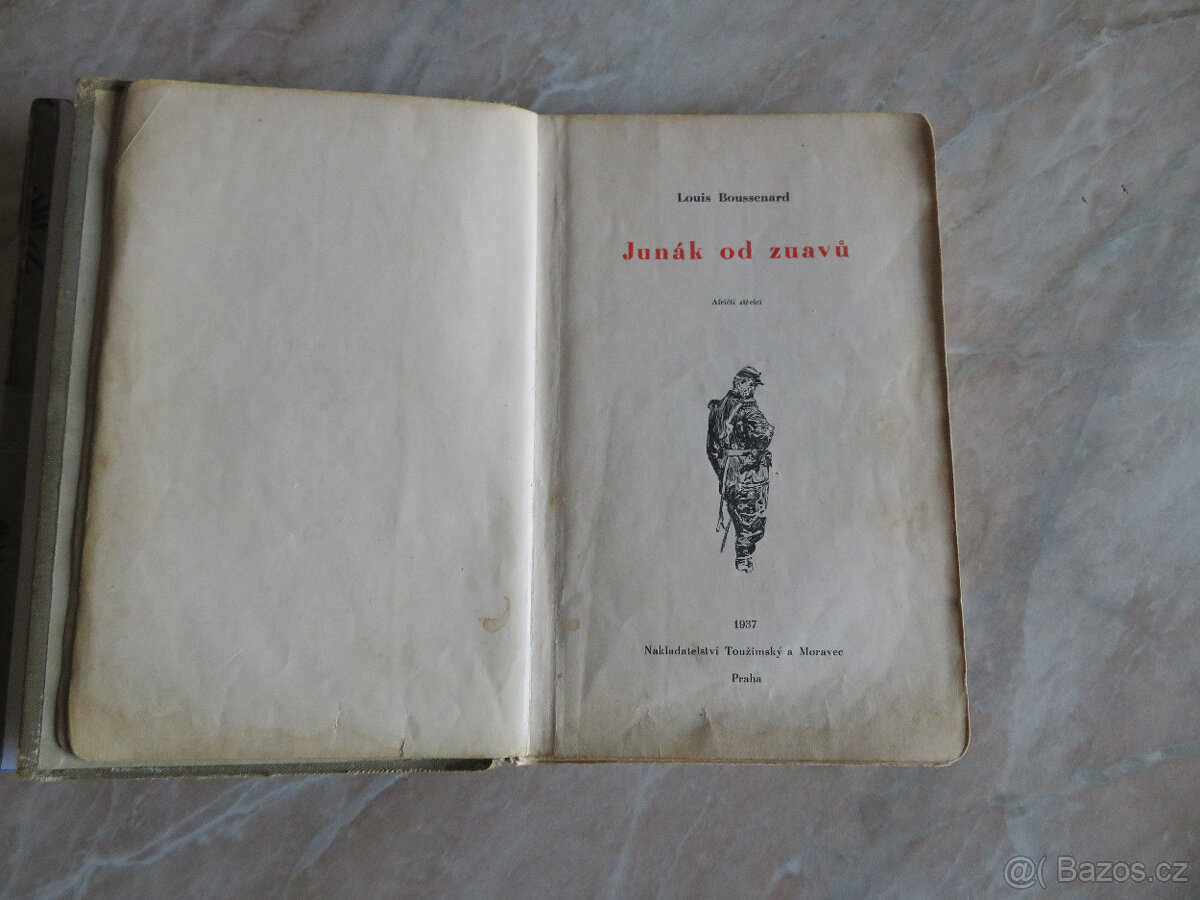 Louis Boussenard
Junák od zuavů
Afričtí střelci
1937
Nakladatelství Toužimský a Moravec
Praha
@( Bazos.cz